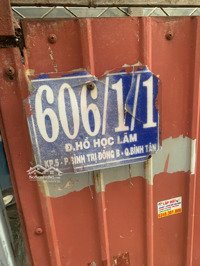 606/1/1
Đ.HỒ HỌC LÃM
KP.5 - P.BÌNH TRỊ ĐÔNG B - Q.BÌNH TÂN